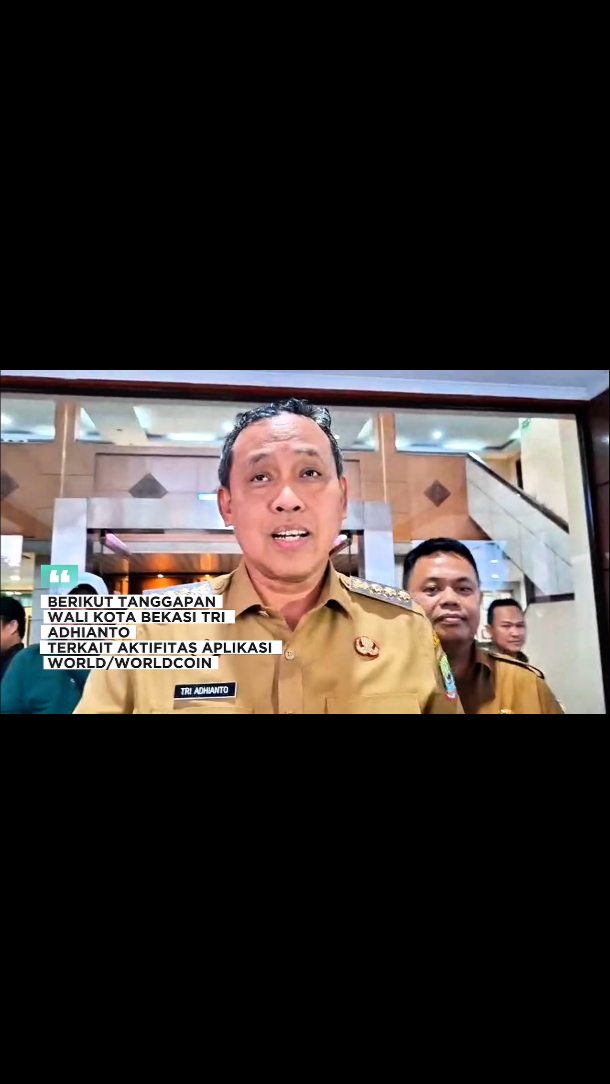 BERIKUT TANGGAPAN
WALI KOTA BEKASI TRI
ADHIANTO
TERKAIT AKTIFITAS APLIKASI
WORLD/WORLDCOIN
TRI ADHIANTO